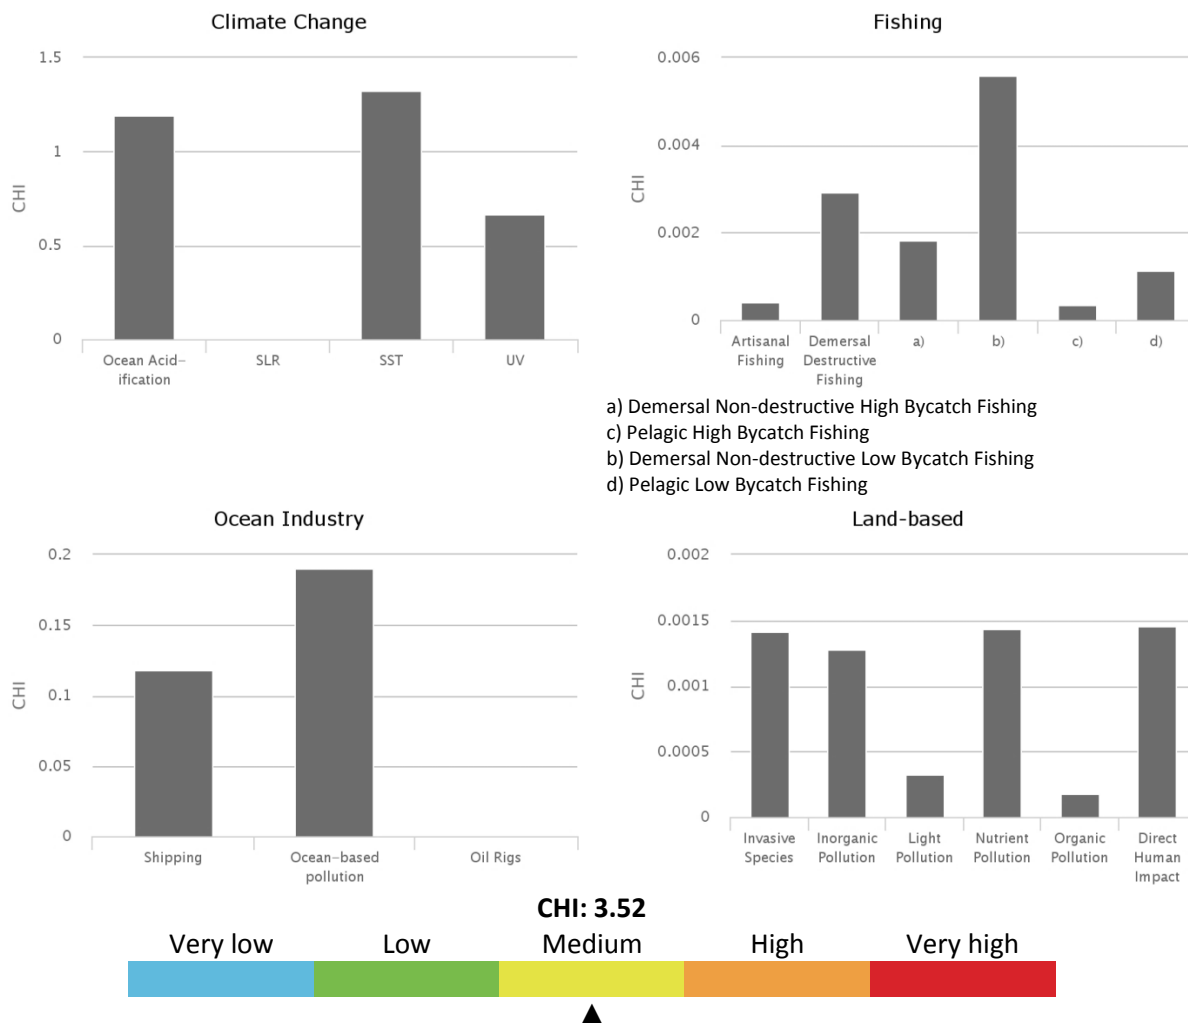 Climate Change
1.5
1
0.5
0
CHI
Ocean Acid–
ification
SLR
SST
UV
Fishing
0.006
0.004
0.002
0
CHI
Artisanal
Fishing
Demersal
Destructive
Fishing
a)
b)
c)
d)
a) Demersal Non-destructive High Bycatch Fishing
c) Pelagic High Bycatch Fishing
b) Demersal Non-destructive Low Bycatch Fishing
d) Pelagic Low Bycatch Fishing
Ocean Industry
0.2
0.15
0.1
0.05
0
CHI
Shipping
Ocean–based
pollution
Oil Rigs
Land-based
0.002
0.0015
0.001
0.0005
0
CHI
Invasive
Species
Inorganic
Pollution
Light
Pollution
Nutrient
Pollution
Organic
Pollution
Direct
Human
Impact
CHI: 3.52
Very low
Low
Medium
High
Very high